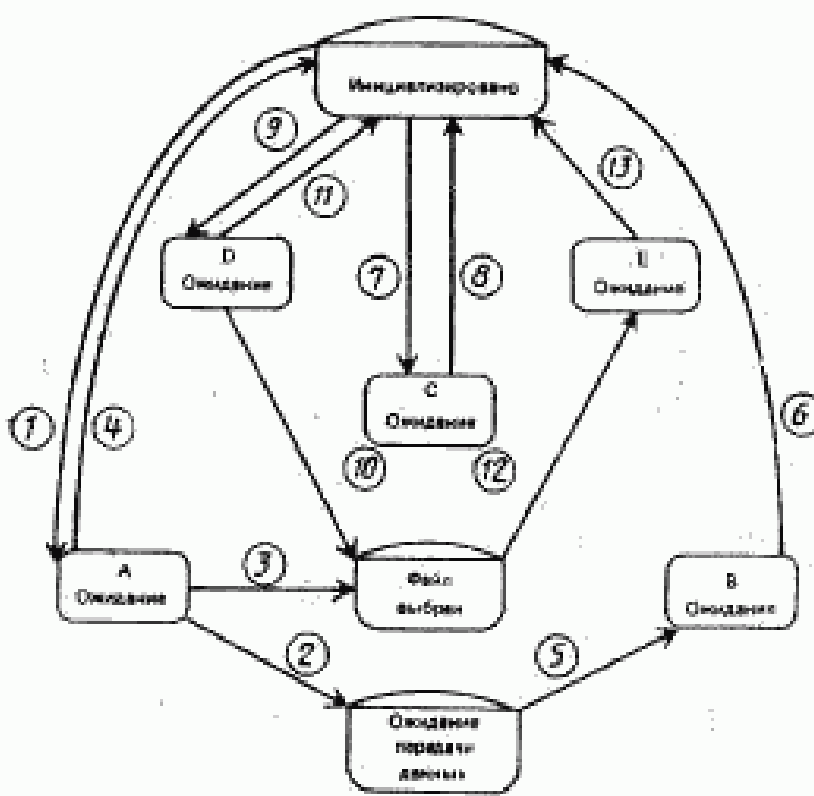 Инициализировано
9
11
13
D
Ожидание
7
8
E
Ожидание
C
Ожидание
1
4
6
10
12
A
Ожидание
3
Файл
выбран
B
Ожидание
2
5
Ожидание
передачи
данных